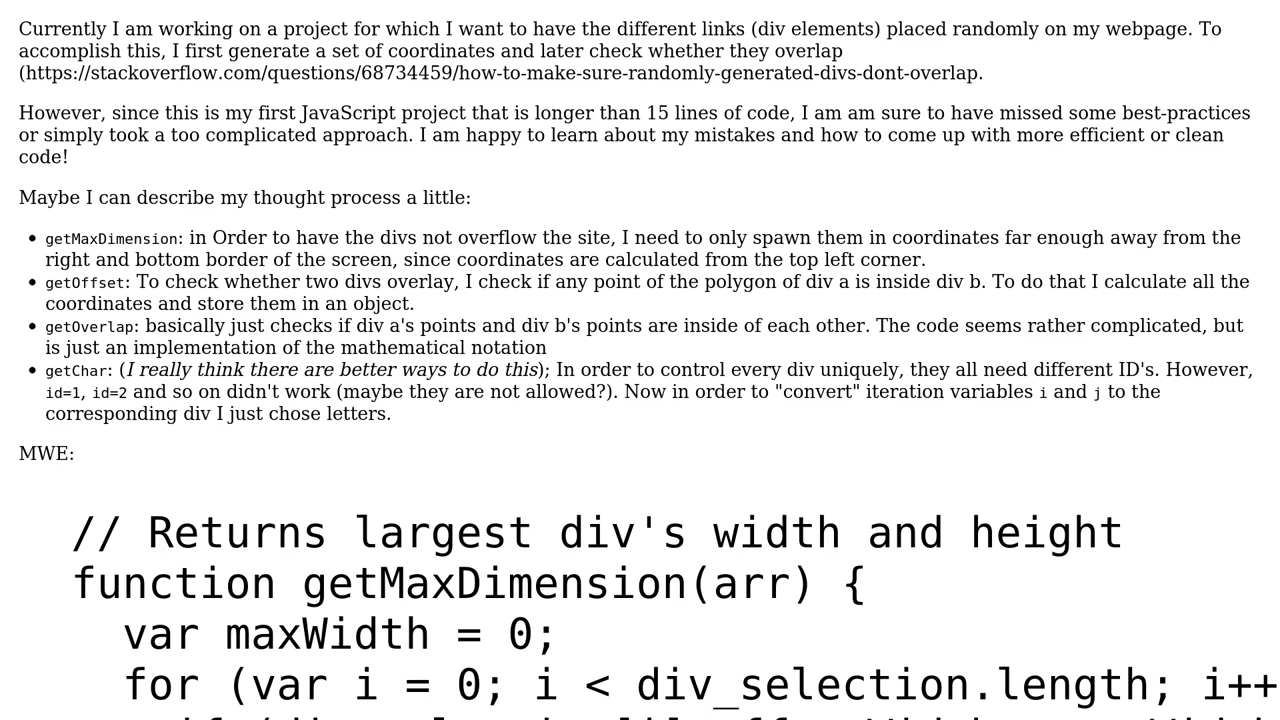 Currently I am working on a project for which I want to have the different links (div elements) placed randomly on my webpage. To
accomplish this, I first generate a set of coordinates and later check whether they overlap
(https://stackoverflow.com/questions/68734459/how-to-make-sure-randomly-generated-divs-dont-overlap.
However, since this is my first JavaScript project that is longer than 15 lines of code, I am am sure to have missed some best-practices
or simply took a too complicated approach. I am happy to learn about my mistakes and how to come up with more efficient or clean
code!
Maybe I can describe my thought process a little:
• getMaxDimension: in Order to have the divs not overflow the site, I need to only spawn them in coordinates far enough away from the
right and bottom border of the screen, since coordinates are calculated from the top left corner.
• getOffset: To check whether two divs overlay, I check if any point of the polygon of div a is inside div b. To do that I calculate all the
coordinates and store them in an object.
• getOverlap: basically just checks if div a's points and div b's points are inside of each other. The code seems rather complicated, but
is just an implementation of the mathematical notation
• getChar: (I really think there are better ways to do this); In order to control every div uniquely, they all need different ID's. However,
id=1, id=2 and so on didn't work (maybe they are not allowed?). Now in order to "convert" iteration variables i and j to the
corresponding div I just chose letters.
MWE:
// Returns largest div's width and height
function getMaxDimension(arr) {
var maxWidth = 0;
for (var i = 0; i < div_selection.length; i++